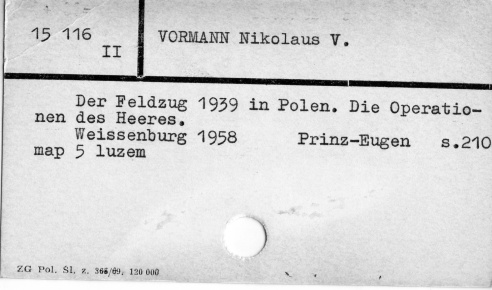 15 116
II
VORMANN Nikolaus V.
Der Feldzug 1939 in Polen. Die Operatio-
nen des Heeres.
Weissenburg 1958 Prinz-Eugen s.210
map 5 luzem
ZG Pol. Sl. z. /69, 120 000